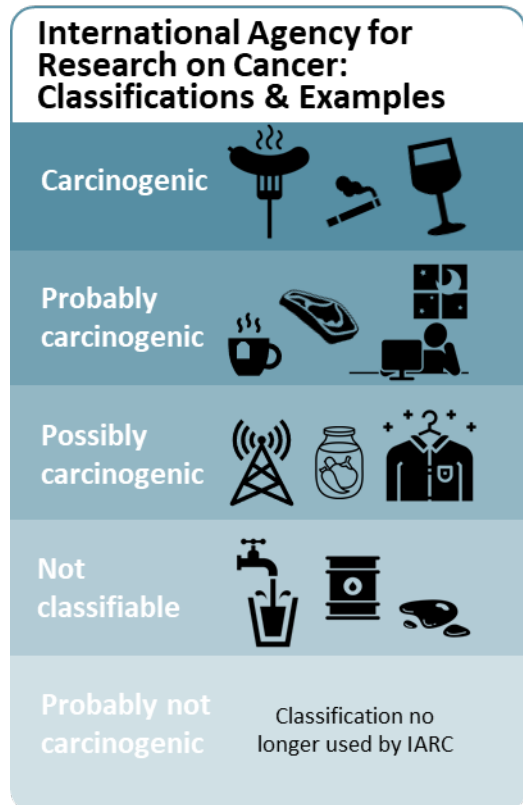 International Agency for
Research on Cancer:
Classifications & Examples
Carcinogenic
Probably
carcinogenic
Possibly
carcinogenic
Not
classifiable
Probably not
carcinogenic
Classification no
longer used by IARC